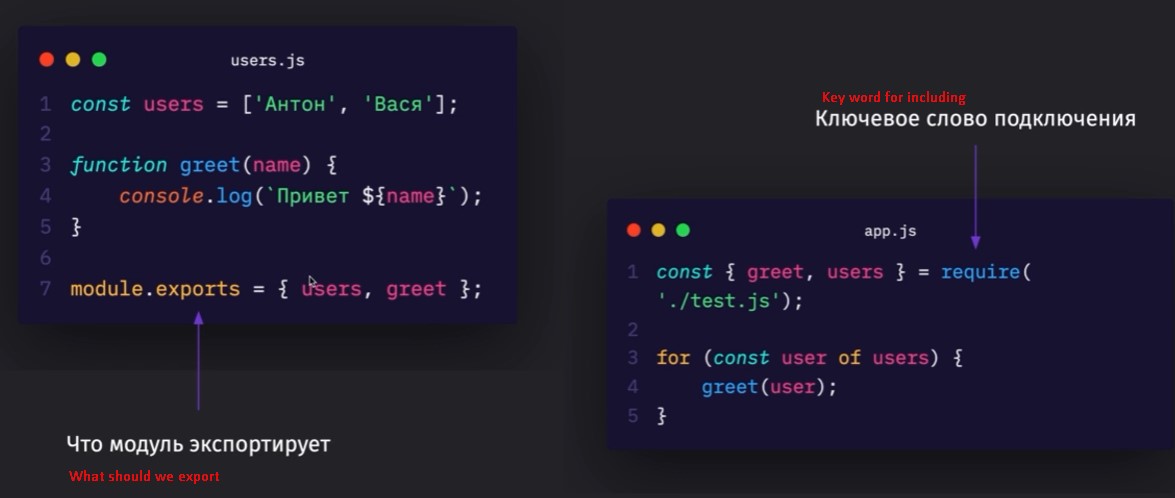 users.js
1 const users = ['Антон', 'Вася'];
2
3 function greet(name) {
4     console.log(`Привет ${name}`);
5 }
6
7 module.exports = { users, greet };
Что модуль экспортирует
What should we export
Key word for including
Ключевое слово подключения
app.js
1 const { greet, users } = require(
'./test.js');
2
3 for (const user of users) {
4     greet(user);
5 }